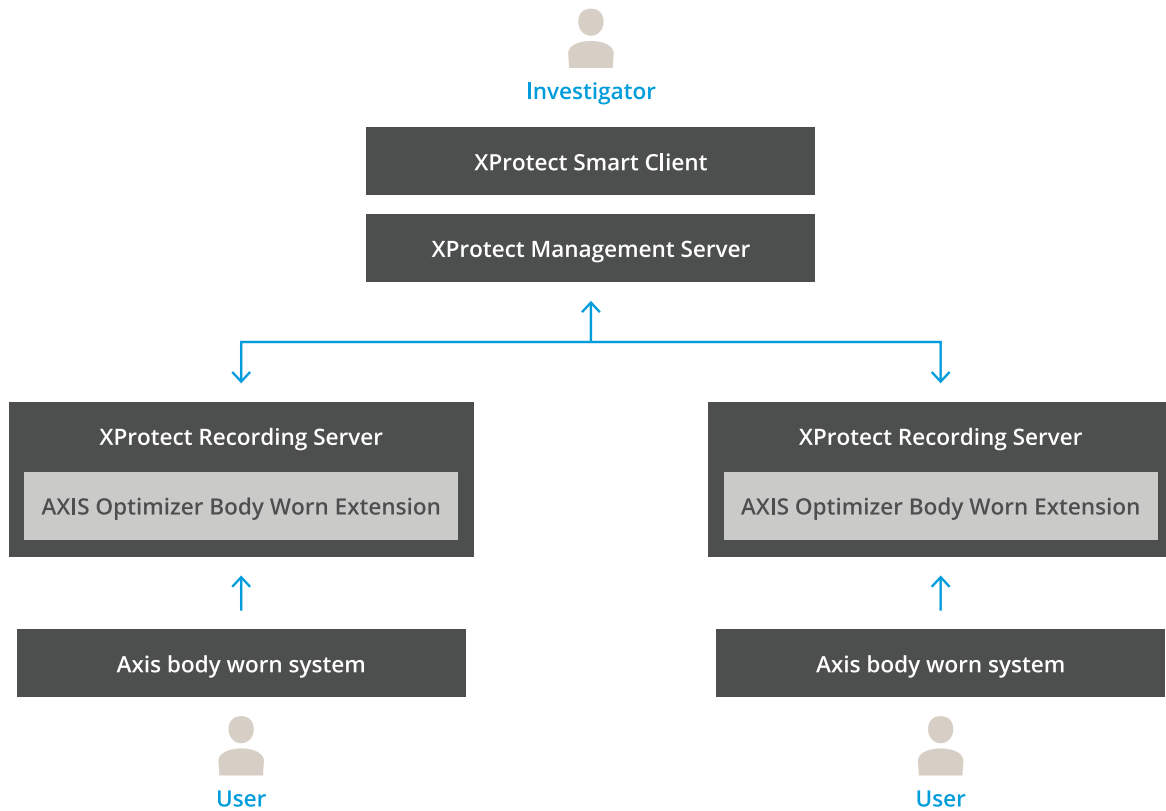 Investigator
XProtect Smart Client
XProtect Management Server
XProtect Recording Server
AXIS Optimizer Body Worn Extension
XProtect Recording Server
AXIS Optimizer Body Worn Extension
Axis body worn system
Axis body worn system
User
User